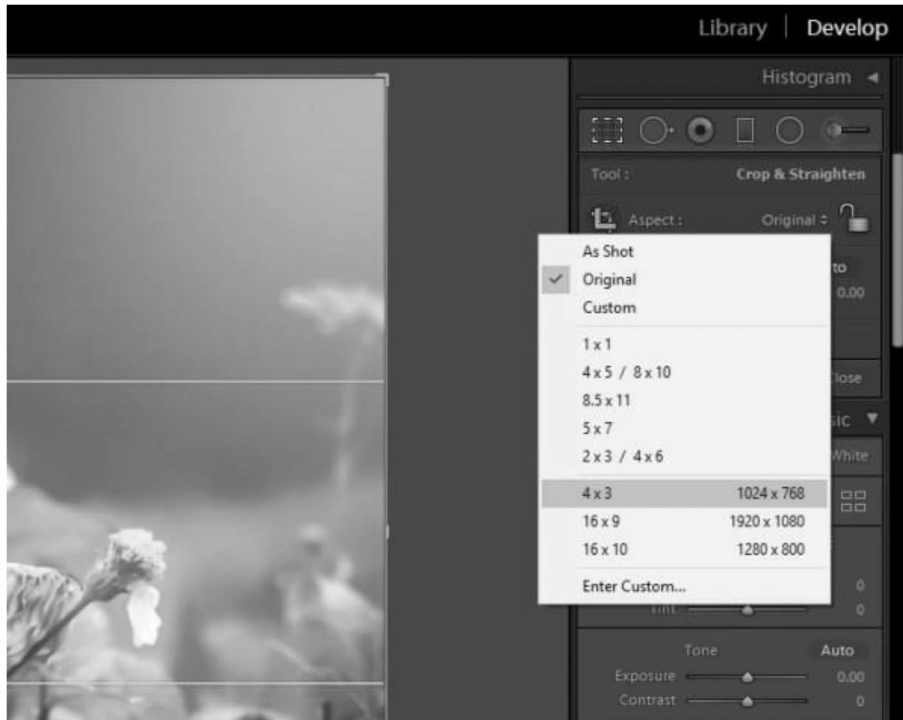 Library | Develop
Histogram
Tool : Crop & Straighten
Aspect : Original
As Shot
to
Original
0.00
Custom
1 x 1
4 x 5 / 8 x 10
Close
8.5 x 11
5 x 7
2 x 3 / 4 x 6
White
4 x 3 1024 x 768
16 x 9 1920 x 1080
16 x 10 1280 x 800
Enter Custom...
0
Tint 0
Tone Auto
Exposure 0.00
Contrast 0